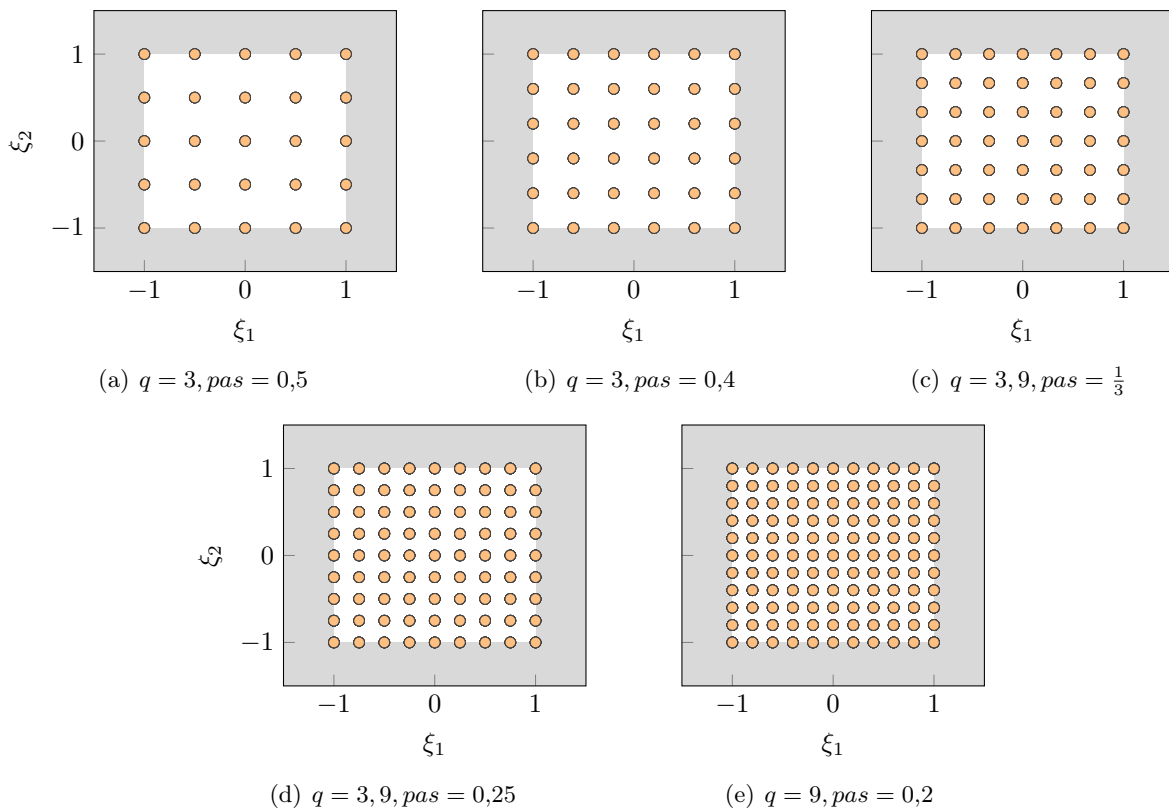 1
0
−1
ξ2
−1 0 1
ξ1
(a) q = 3, pas = 0,5
−1 0 1
ξ1
(b) q = 3, pas = 0,4
−1 0 1
ξ1
(c) q = 3, 9, pas = 1/3
1
0
−1
ξ2
−1 0 1
ξ1
(d) q = 3, 9, pas = 0,25
−1 0 1
ξ1
(e) q = 9, pas = 0,2